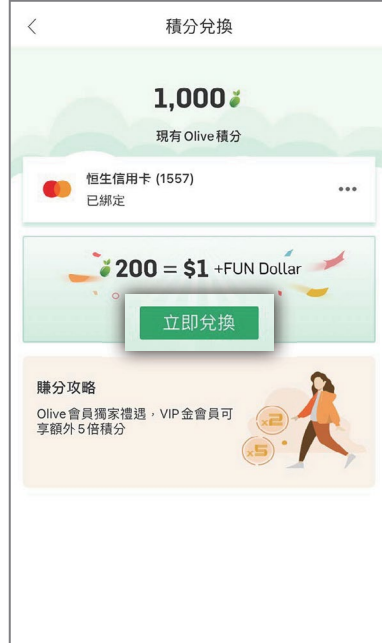 積分兌換
1,000
現有Olive積分
恒生信用卡 (1557)
已綁定
200 = $1 +FUN Dollar
立即兌換
賺分攻略
Olive會員獨家禮遇，VIP金會員可
享額外5倍積分
x2
x5